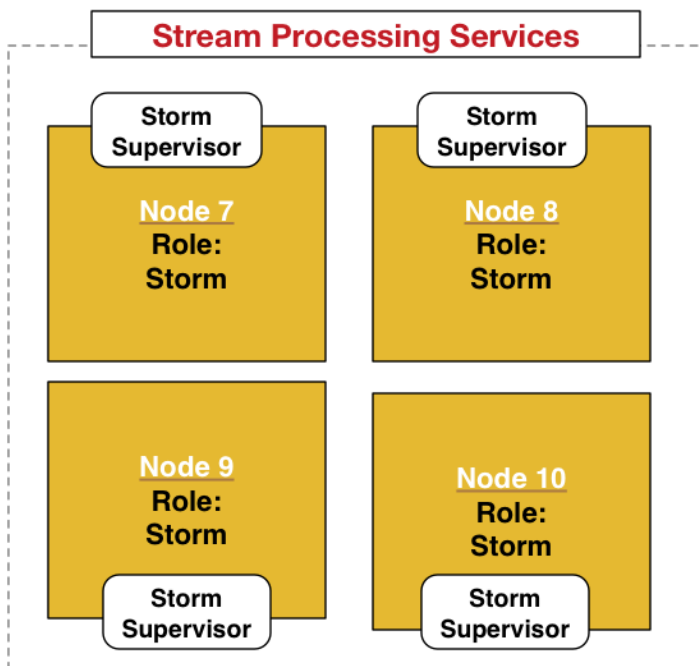 Stream Processing Services
Storm
Supervisor
Node 7
Role:
Storm
Storm
Supervisor
Node 8
Role:
Storm
Node 9
Role:
Storm
Storm
Supervisor
Node 10
Role:
Storm
Storm
Supervisor